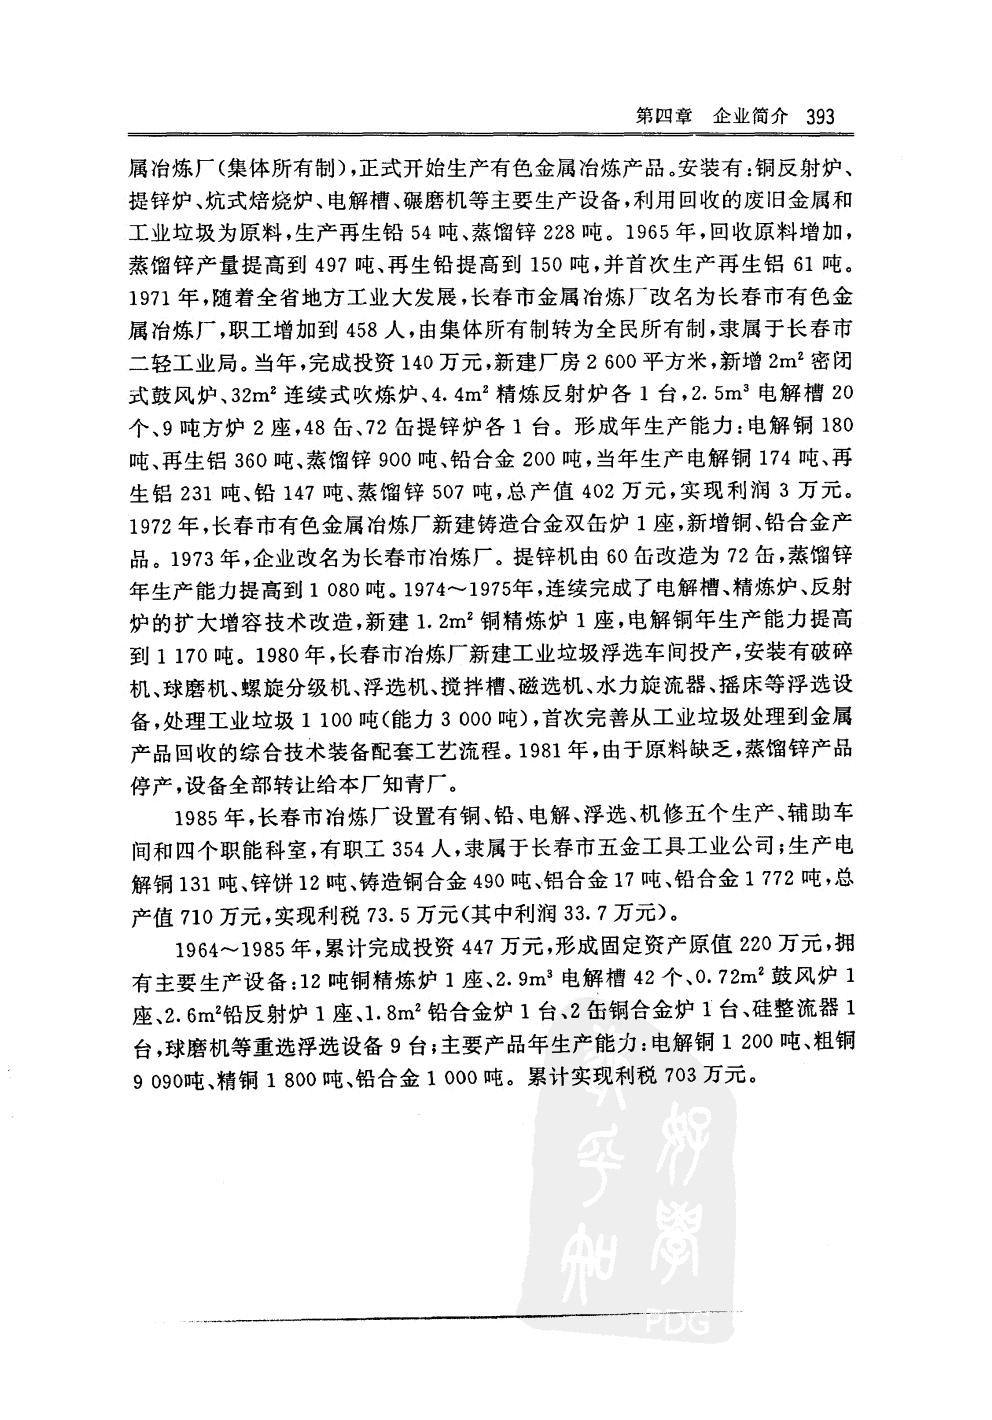 第四章　企业简介　393
属冶炼厂(集体所有制),正式开始生产有色金属冶炼产品。安装有:铜反射炉、
提锌炉、炕式焙烧炉、电解槽、碾磨机等主要生产设备,利用回收的废旧金属和
工业垃圾为原料,生产再生铅 54 吨、蒸馏锌 228 吨。1965 年,回收原料增加,
蒸馏锌产量提高到 497 吨、再生铅提高到 150 吨,并首次生产再生铝 61 吨。
1971 年,随着全省地方工业大发展,长春市金属冶炼厂改名为长春市有色金
属冶炼厂,职工增加到 458 人,由集体所有制转为全民所有制,隶属于长春市
二轻工业局。当年,完成投资 140 万元,新建厂房 2 600 平方米,新增 2m² 密闭
式鼓风炉、32m² 连续式吹炼炉、4.4m² 精炼反射炉各 1 台,2.5m³ 电解槽 20
个、9 吨方炉 2 座,48 缶、72 缶提锌炉各 1 台。形成年生产能力:电解铜 180
吨、再生铝 360 吨、蒸馏锌 900 吨、铅合金 200 吨,当年生产电解铜 174 吨、再
生铝 231 吨、铅 147 吨、蒸馏锌 507 吨,总产值 402 万元,实现利润 3 万元。
1972 年,长春市有色金属冶炼厂新建铸造合金双缶炉 1 座,新增铜、铅合金产
品。1973 年,企业改名为长春市冶炼厂。提锌机由 60 缶改造为 72 缶,蒸馏锌
年生产能力提高到 1 080 吨。1974～1975年,连续完成了电解槽、精炼炉、反射
炉的扩大增容技术改造,新建 1.2m² 铜精炼炉 1 座,电解铜年生产能力提高
到 1 170 吨。1980 年,长春市冶炼厂新建工业垃圾浮选车间投产,安装有破碎
机、球磨机、螺旋分级机、浮选机、搅拌槽、磁选机、水力旋流器、摇床等浮选设
备,处理工业垃圾 1 100 吨(能力 3 000 吨),首次完善从工业垃圾处理到金属
产品回收的综合技术装备配套工艺流程。1981 年,由于原料缺乏,蒸馏锌产品
停产,设备全部转让给本厂知青厂。
1985 年,长春市冶炼厂设置有铜、铅、电解、浮选、机修五个生产、辅助车
间和四个职能科室,有职工 354 人,隶属于长春市五金工具工业公司;生产电
解铜 131 吨、锌饼 12 吨、铸造铜合金 490 吨、铝合金 17 吨、铅合金 1 772 吨,总
产值 710 万元,实现利税 73.5 万元(其中利润 33.7 万元)。
1964～1985 年,累计完成投资 447 万元,形成固定资产原值 220 万元,拥
有主要生产设备:12 吨铜精炼炉 1 座、2.9m³ 电解槽 42 个、0.72m² 鼓风炉 1
座、2.6m²铅反射炉 1 座、1.8m² 铅合金炉 1 台、2 缶铜合金炉 1 台、硅整流器 1
台,球磨机等重选浮选设备 9 台;主要产品年生产能力:电解铜 1 200 吨、粗铜
9 090吨、精铜 1 800 吨、铅合金 1 000 吨。累计实现利税 703 万元。
好學
PDG